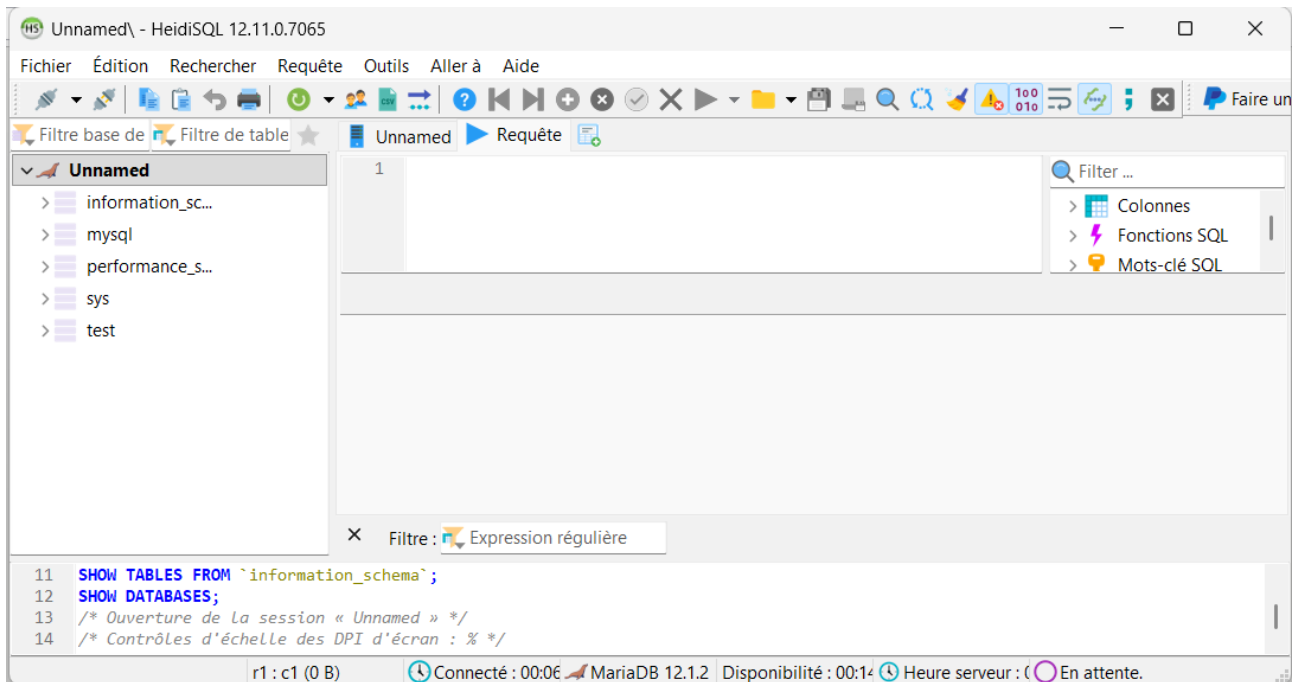 Unnamed\ - HeidiSQL 12.11.0.7065
Fichier Édition Rechercher Requête Outils Aller à Aide
CSV 100 010 Faire un
Filtre base de Filtre de table Unnamed Requête
Unnamed
information_sc...
mysql
performance_s...
sys
test
1
Filter ...
Colonnes
Fonctions SQL
Mots-clé SQL
Filtre : Expression régulière
11 SHOW TABLES FROM `information_schema`;
12 SHOW DATABASES;
13 /* Ouverture de la session « Unnamed » */
14 /* Contrôles d'échelle des DPI d'écran : % */
r1 : c1 (0 B) Connecté : 00:06 MariaDB 12.1.2 Disponibilité : 00:14 Heure serveur : En attente.